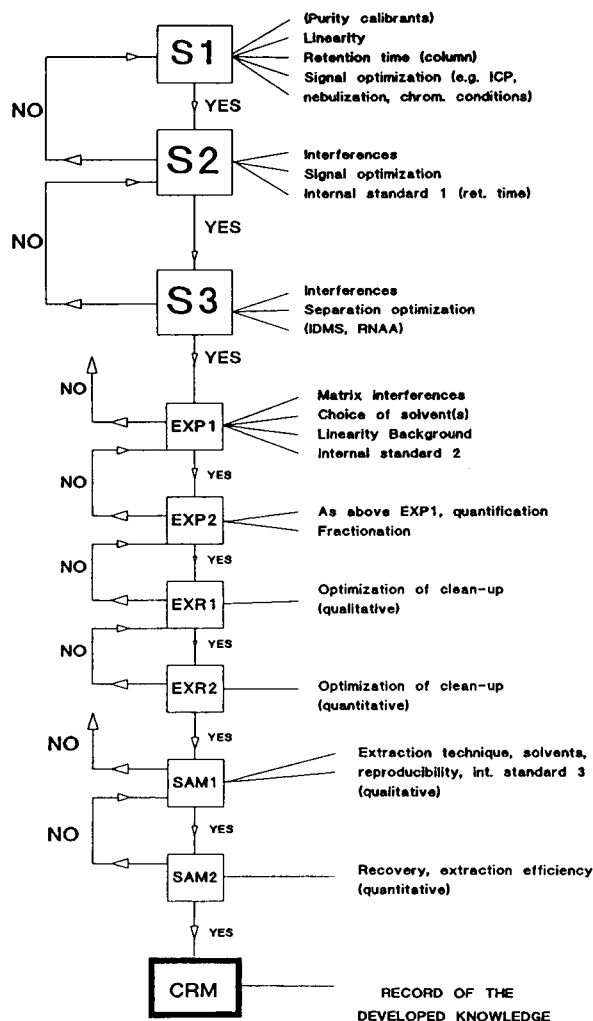 (Purity calibrants)
S1
Linearity
Retention time (column)
Signal optimization (e.g. ICP,
nebulization, chrom. conditions)
NO
YES
S2
Interferences
Signal optimization
Internal standard 1 (ret. time)
NO
YES
S3
Interferences
Separation optimization
(IDMS, RNAA)
YES
NO
EXP1
Matrix interferences
Choice of solvent(s)
Linearity Background
Internal standard 2
NO
YES
EXP2
As above EXP1, quantification
Fractionation
NO
YES
EXR1
Optimization of clean-up
(qualitative)
NO
YES
EXR2
Optimization of clean-up
(quantitative)
NO
YES
SAM1
Extraction technique, solvents,
reproducibility, int. standard 3
(qualitative)
NO
YES
SAM2
Recovery, extraction efficiency
(quantitative)
YES
CRM
RECORD OF THE
DEVELOPED KNOWLEDGE